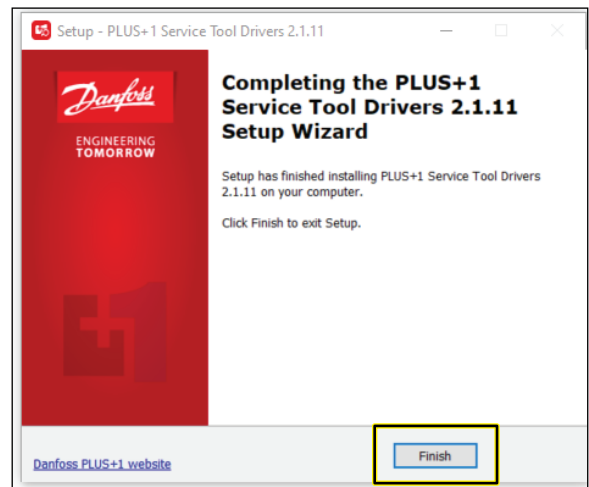 Setup - PLUS+1 Service Tool Drivers 2.1.11
Danfoss
ENGINEERING
TOMORROW
Completing the PLUS+1
Service Tool Drivers 2.1.11
Setup Wizard
Setup has finished installing PLUS+1 Service Tool Drivers
2.1.11 on your computer.
Click Finish to exit Setup.
+1
Danfoss PLUS+1 website
Finish